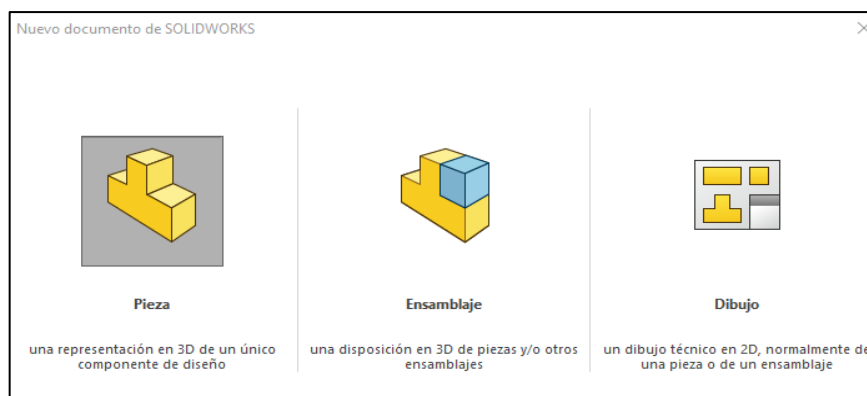 Nuevo documento de SOLIDWORKS
Pieza
una representación en 3D de un único
componente de diseño
Ensamblaje
una disposición en 3D de piezas y/o otros
ensamblajes
Dibujo
un dibujo técnico en 2D, normalmente de
una pieza o de un ensamblaje